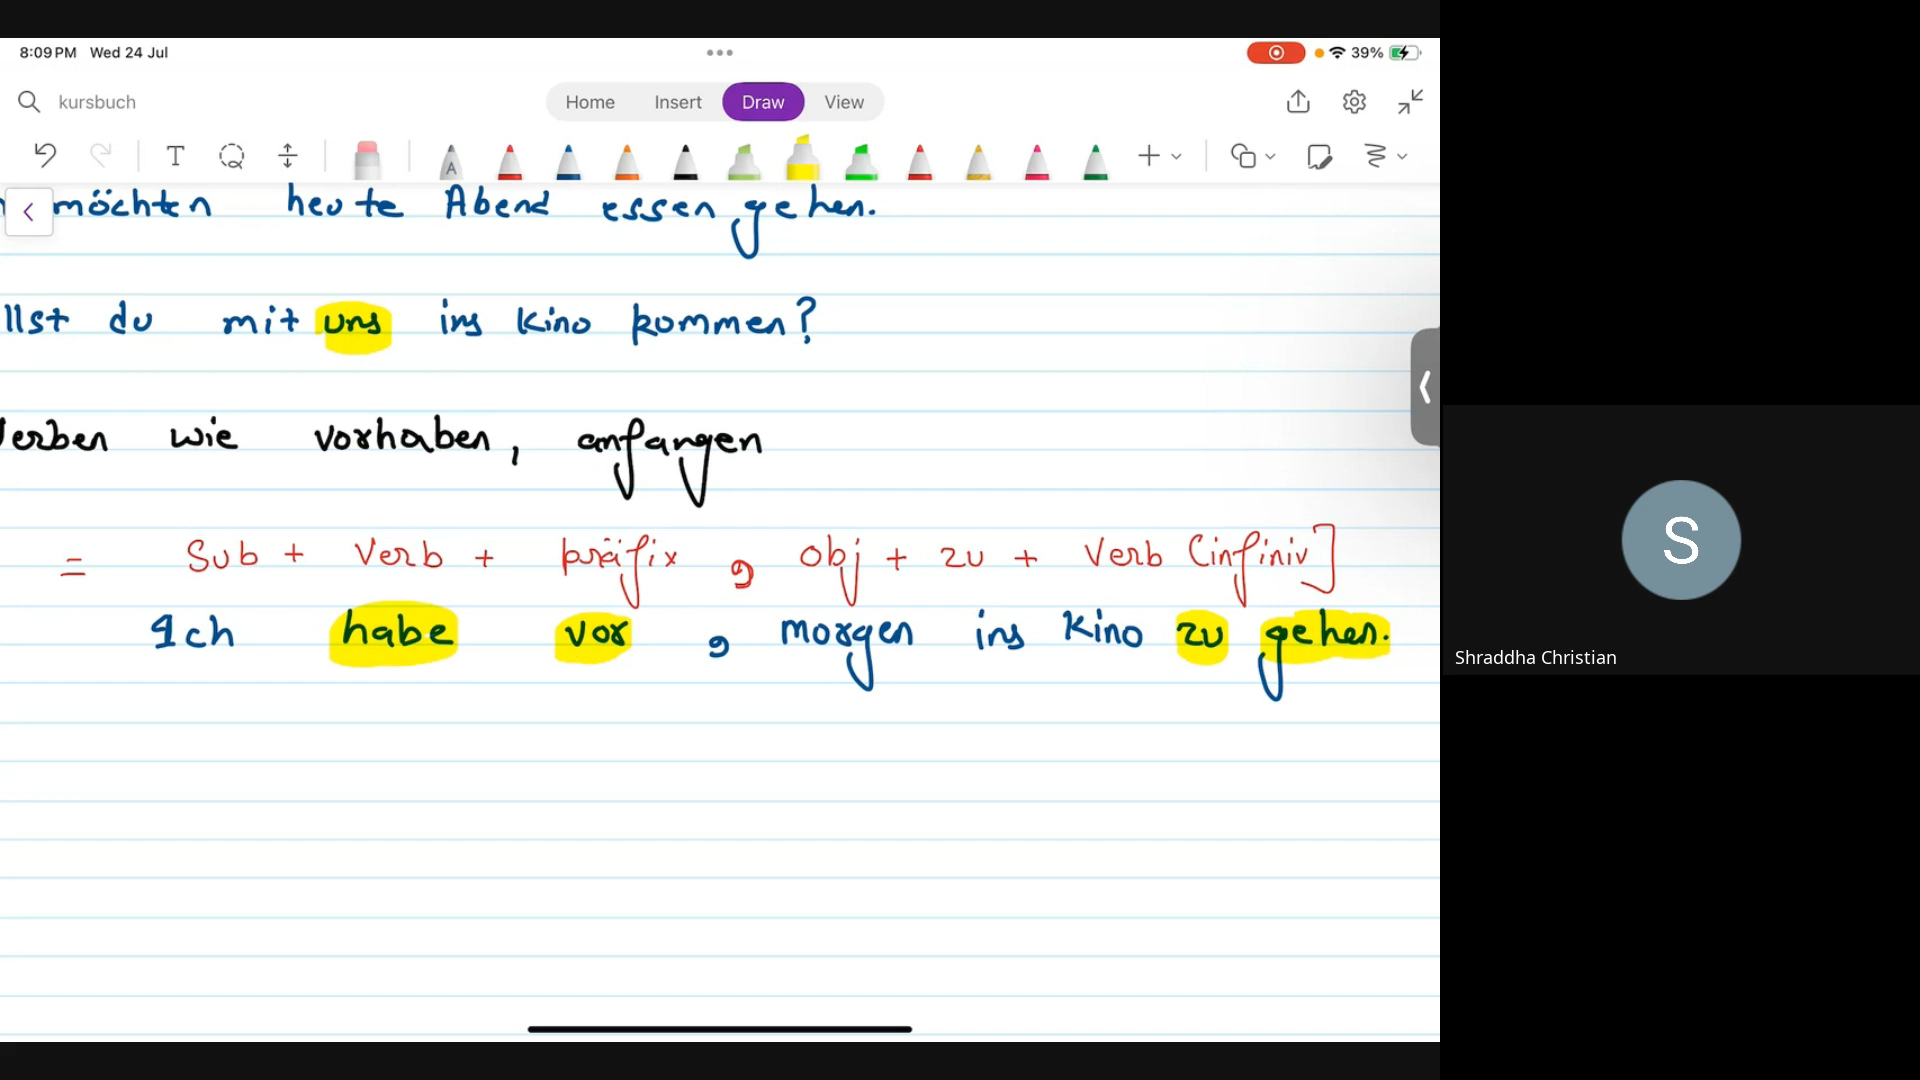 8:09 PM Wed 24 Jul
39%
kursbuch
Home Insert Draw View
möchten heute Abend essen gehen.
llst du mit uns ins Kino kommen?
Verben wie vorhaben, anfangen
= Sub + Verb + präfix , obj + zu + Verb (infiniv]
Ich habe vor , morgen ins Kino zu gehen.
S
Shraddha Christian